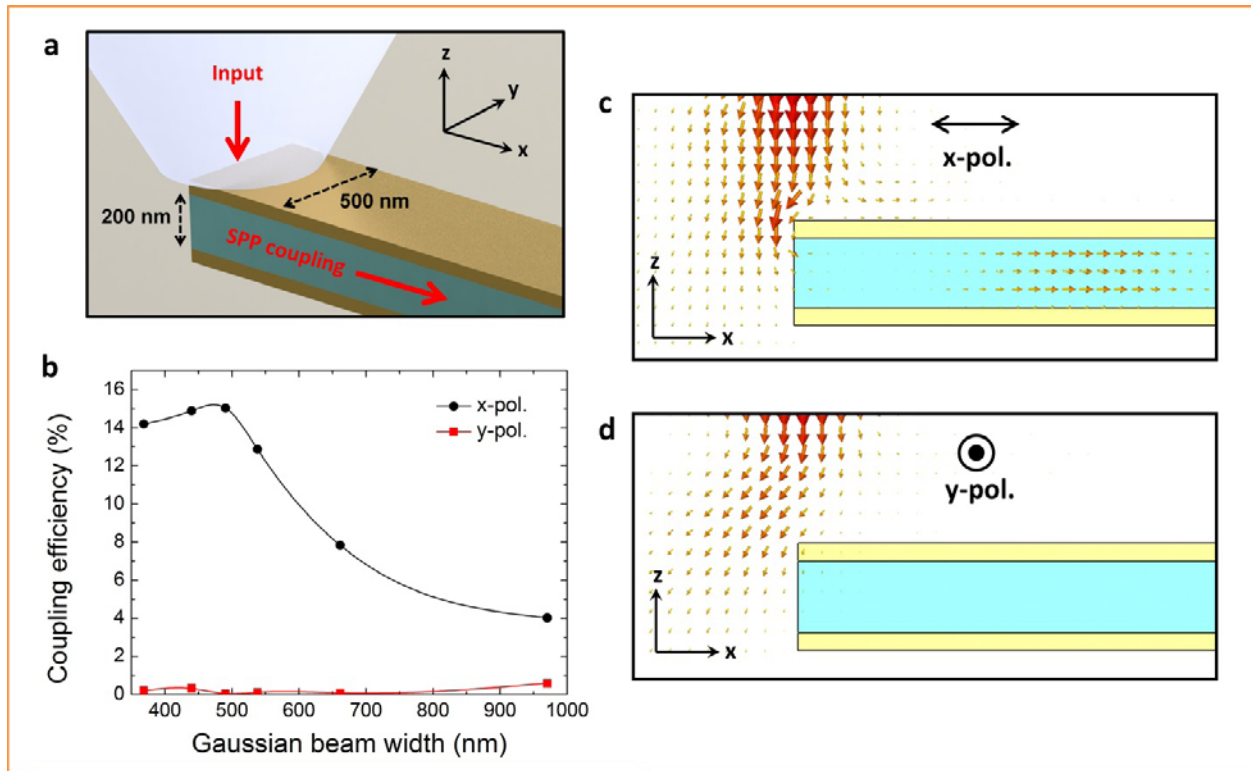 a
Input
z
y
x
200 nm
500 nm
SPP coupling
b
16
14
12
10
8
6
4
2
0
Coupling efficiency (%)
x-pol.
y-pol.
400 500 600 700 800 900 1000
Gaussian beam width (nm)
c
x-pol.
z
x
d
y-pol.
z
x